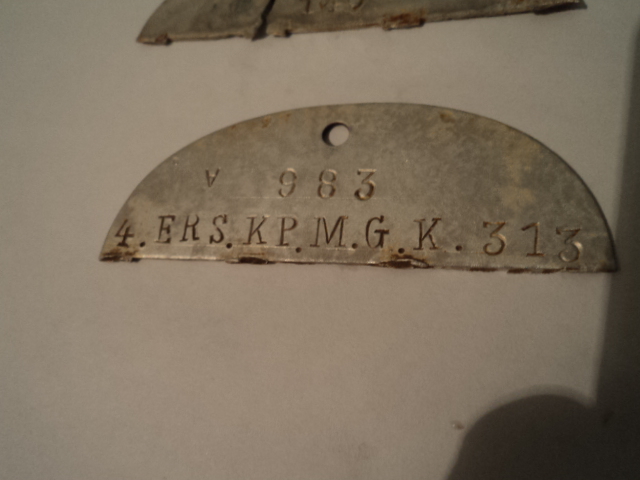 A 983
4. ERS. KP. M. G. K. 313